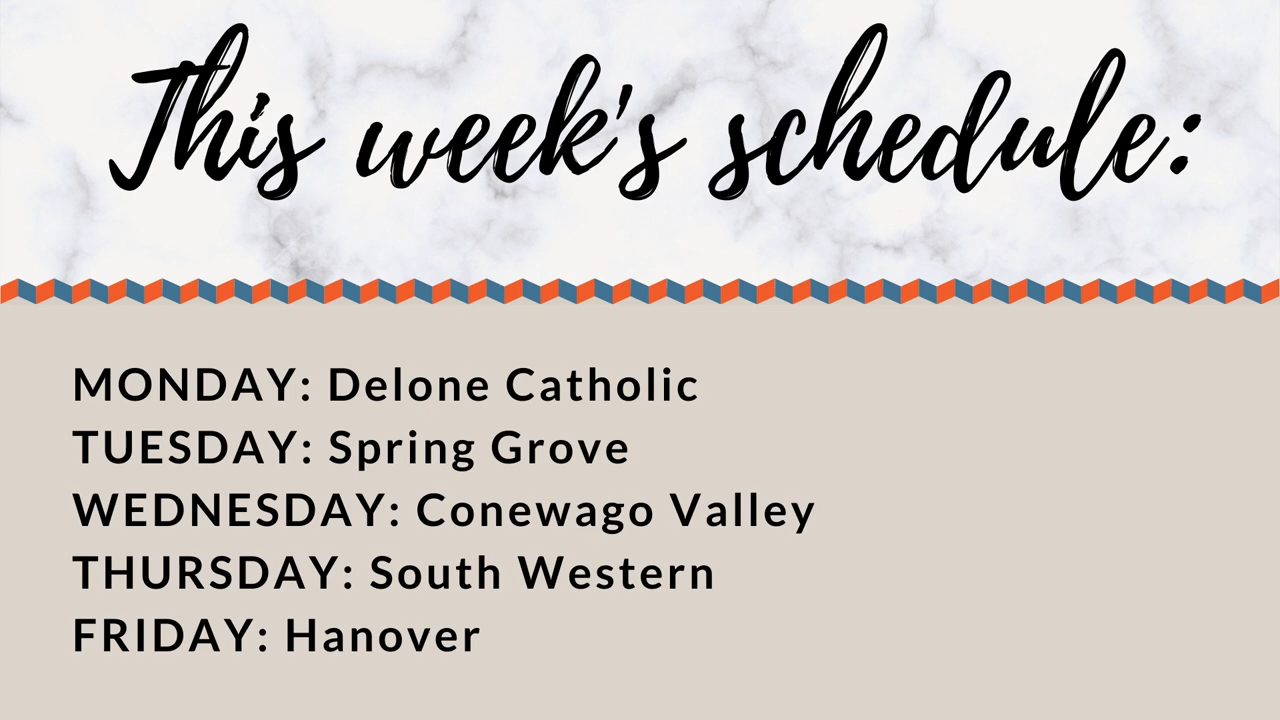 This week's schedule:
MONDAY: Delone Catholic
TUESDAY: Spring Grove
WEDNESDAY: Conewago Valley
THURSDAY: South Western
FRIDAY: Hanover